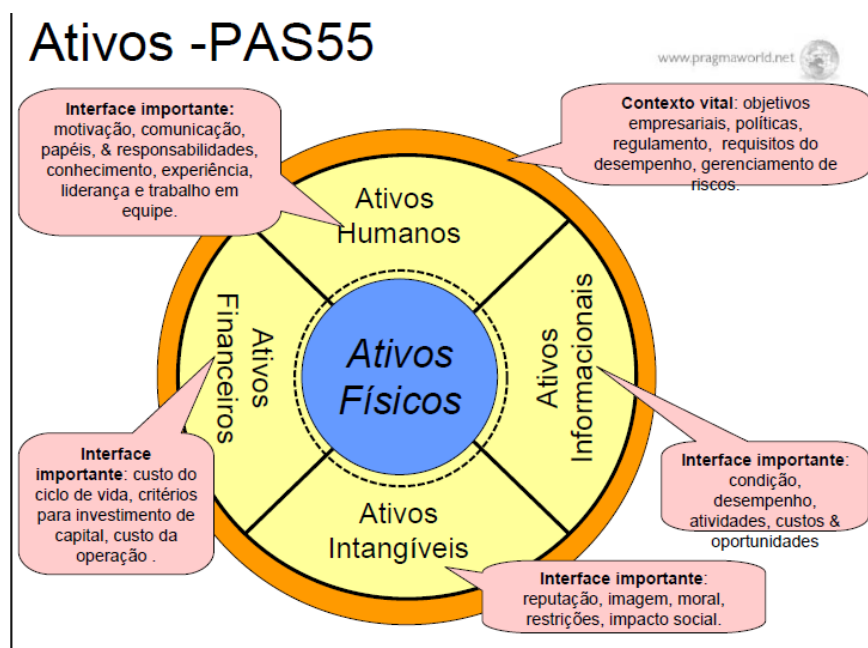 Ativos -PAS55
www.pragmaworld.net
Interface importante:
motivação, comunicação,
papéis, & responsabilidades,
conhecimento, experiência,
liderança e trabalho em
equipe.
Contexto vital: objetivos
empresariais, políticas,
regulamento, requisitos do
desempenho, gerenciamento de
riscos.
Ativos
Humanos
Ativos
Financeiros
Ativos
Físicos
Ativos
Informacionais
Ativos
Intangíveis
Interface
importante: custo do
ciclo de vida, critérios
para investimento de
capital, custo da
operação .
Interface importante:
condição,
desempenho,
atividades, custos &
oportunidades
Interface importante:
reputação, imagem, moral,
restrições, impacto social.